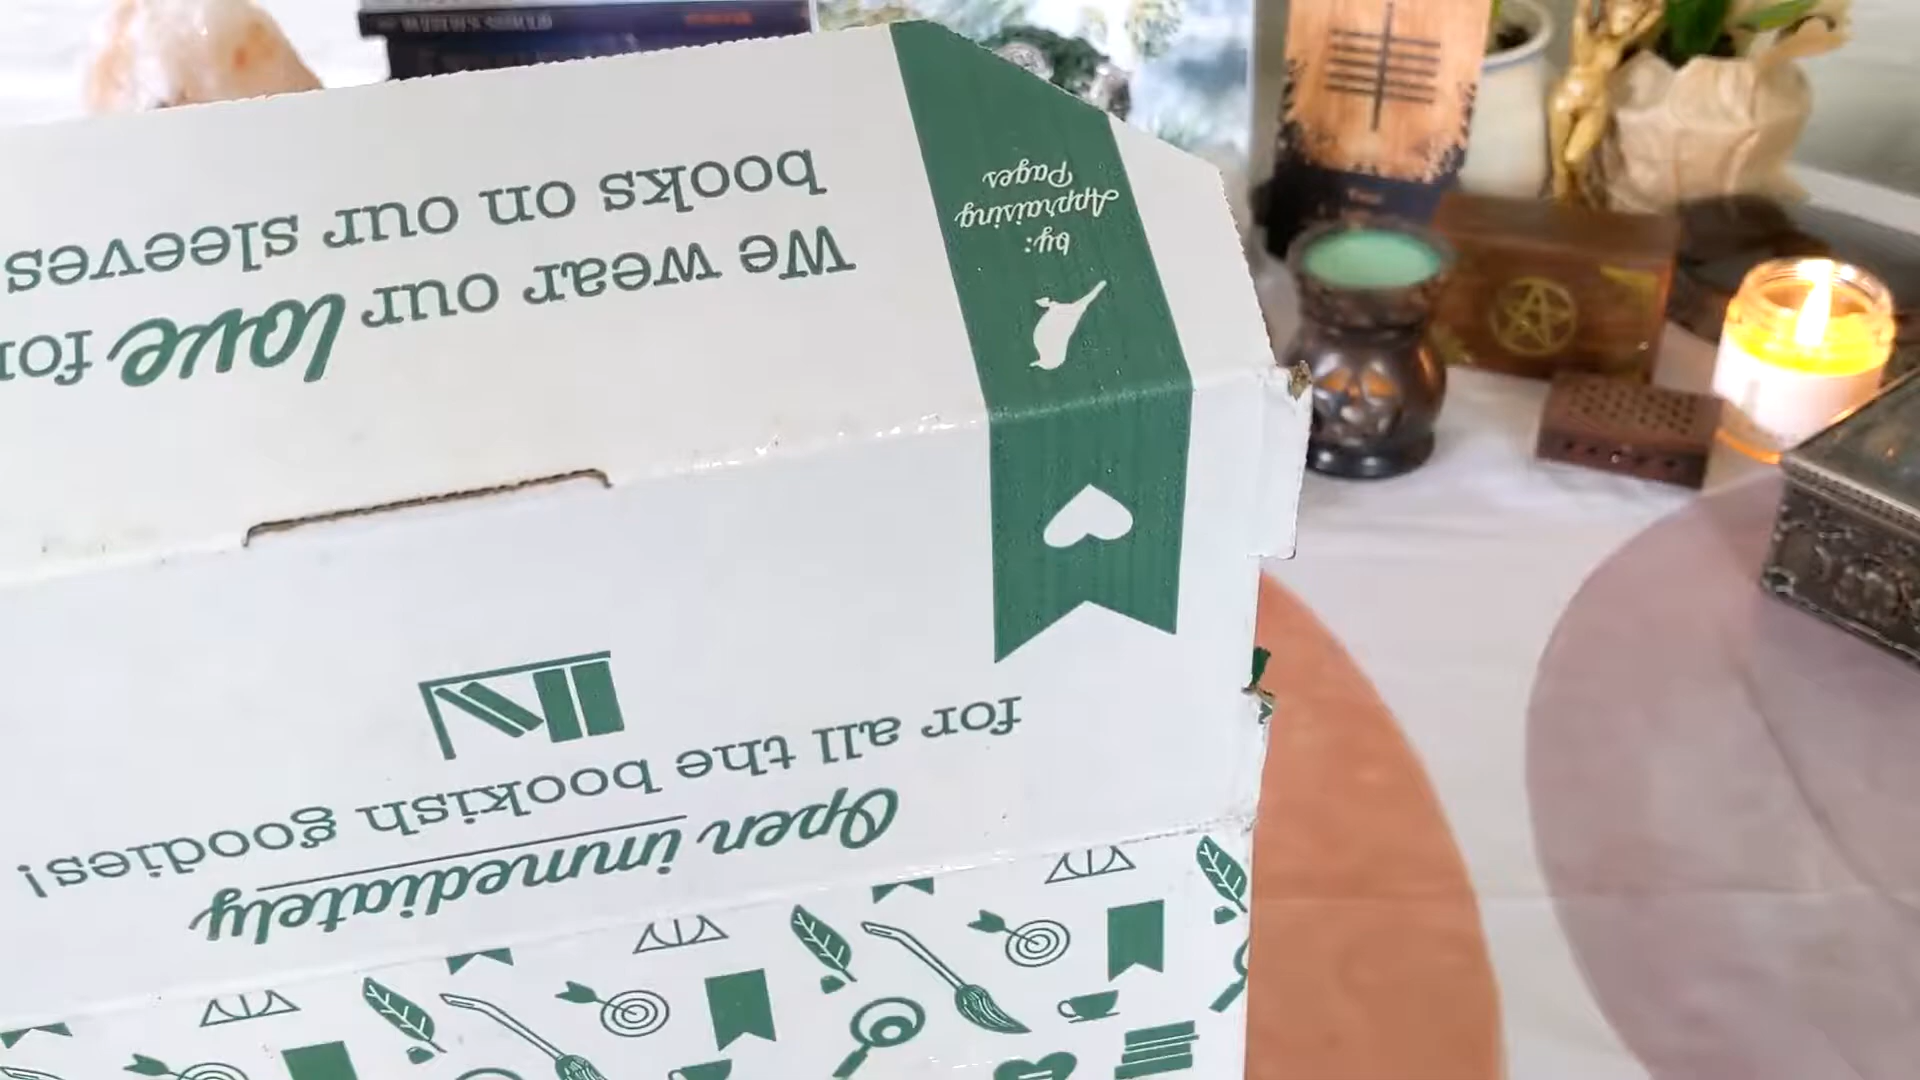 Open immediately
for all the bookish goodies!
We wear our love for
books on our sleeves
by:
Appraising
Pages